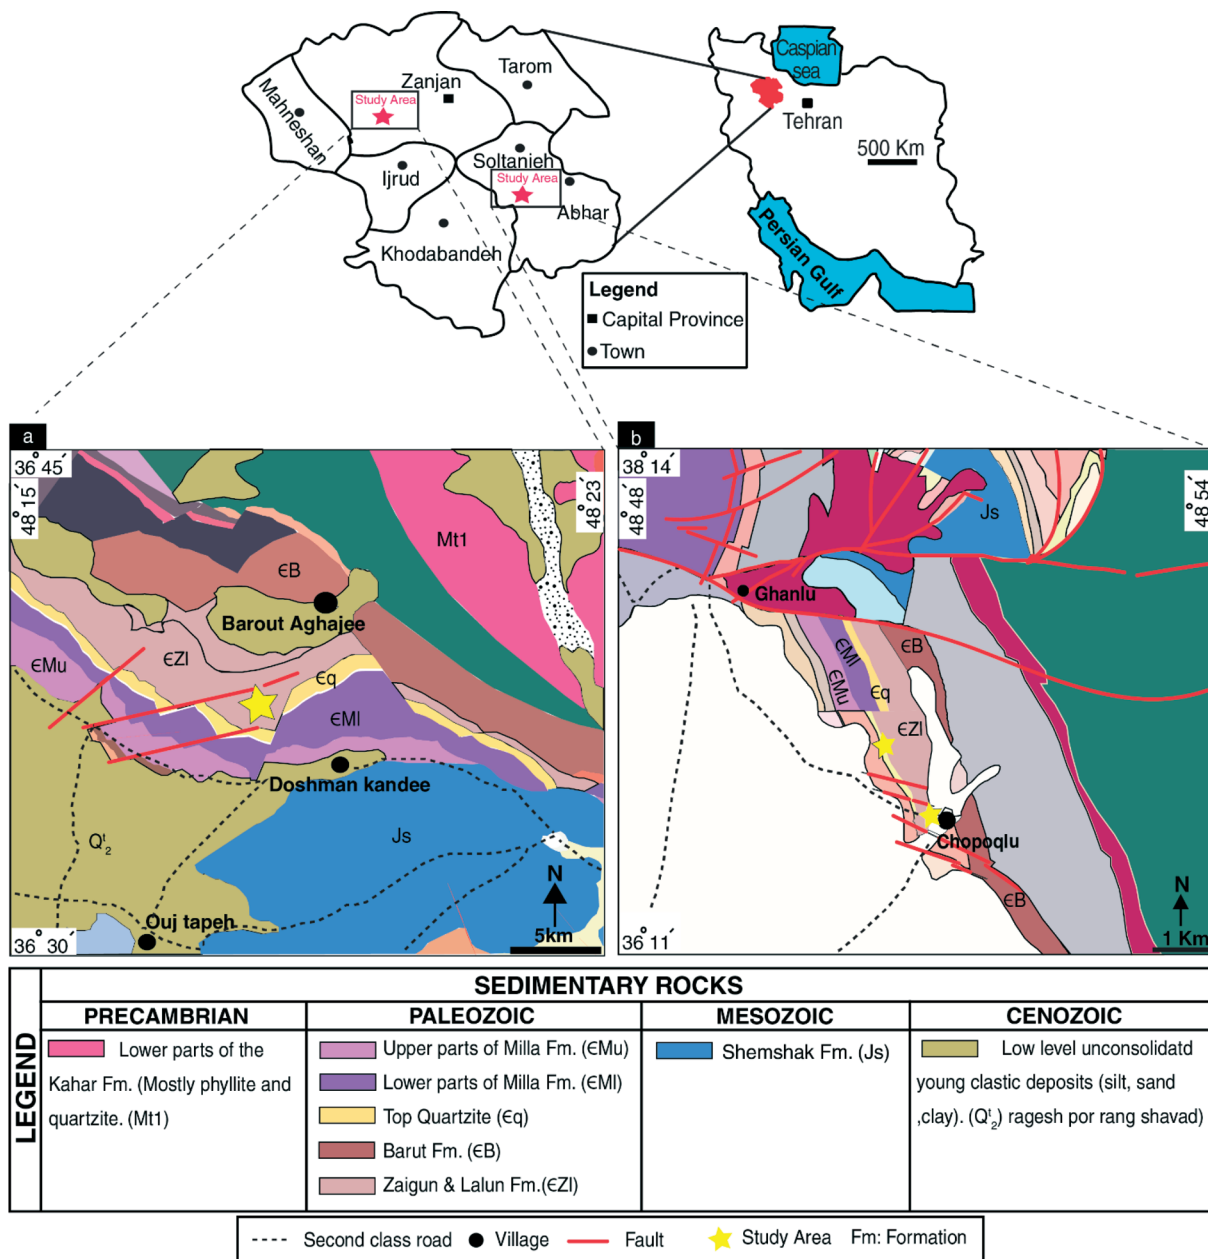 Caspian
sea
Tarom
Zanjan
Study Area
Mahneshan
Tehran
500 Km
Soltanieh
Study Area
Ijrud
Abhar
Khodabandeh
Persian Gulf
Legend
Capital Province
Town
a
36° 45´
48° 15´
48° 23´
Mt1
ЄB
Barout Aghajee
ЄMu
ЄZl
Єq
ЄMl
Doshman kandee
Js
Qt2
Ouj tapeh
N
36° 30´
5km
b
38° 14´
48° 48´
48° 54´
Js
Ghanlu
ЄMl
ЄMu
Єq
ЄB
ЄZl
Chopoqlu
ЄB
N
36° 11´
1 Km
LEGEND
SEDIMENTARY ROCKS
PRECAMBRIAN
PALEOZOIC
MESOZOIC
CENOZOIC
Lower parts of the
Kahar Fm. (Mostly phyllite and
quartzite. (Mt1)
Upper parts of Milla Fm. (ЄMu)
Lower parts of Milla Fm. (ЄMl)
Top Quartzite (Єq)
Barut Fm. (ЄB)
Zaigun & Lalun Fm.(ЄZl)
Shemshak Fm. (Js)
Low level unconsolidatd
young clastic deposits (silt, sand
,clay). (Qt2) ragesh por rang shavad)
Second class road
Village
Fault
Study Area
Fm: Formation